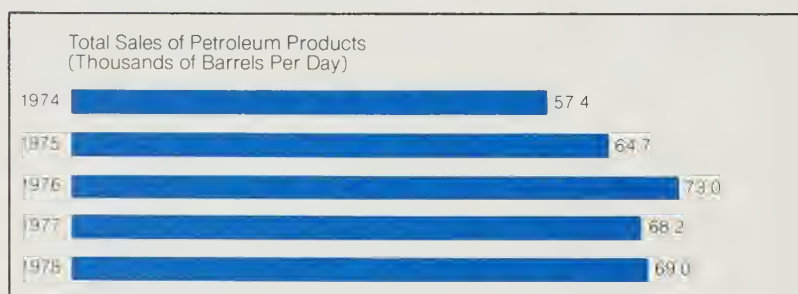 Total Sales of Petroleum Products
(Thousands of Barrels Per Day)
1974 57.4
1975 64.7
1976 73.0
1977 68.2
1978 69.0